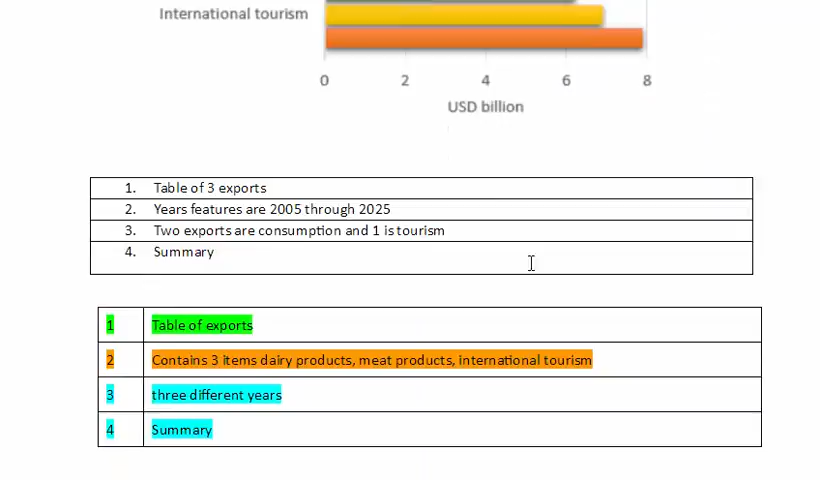 International tourism
0 2 4 6 8
USD billion
1. Table of 3 exports
2. Years features are 2005 through 2025
3. Two exports are consumption and 1 is tourism
4. Summary
1 Table of exports
2 Contains 3 items dairy products, meat products, international tourism
3 three different years
4 Summary